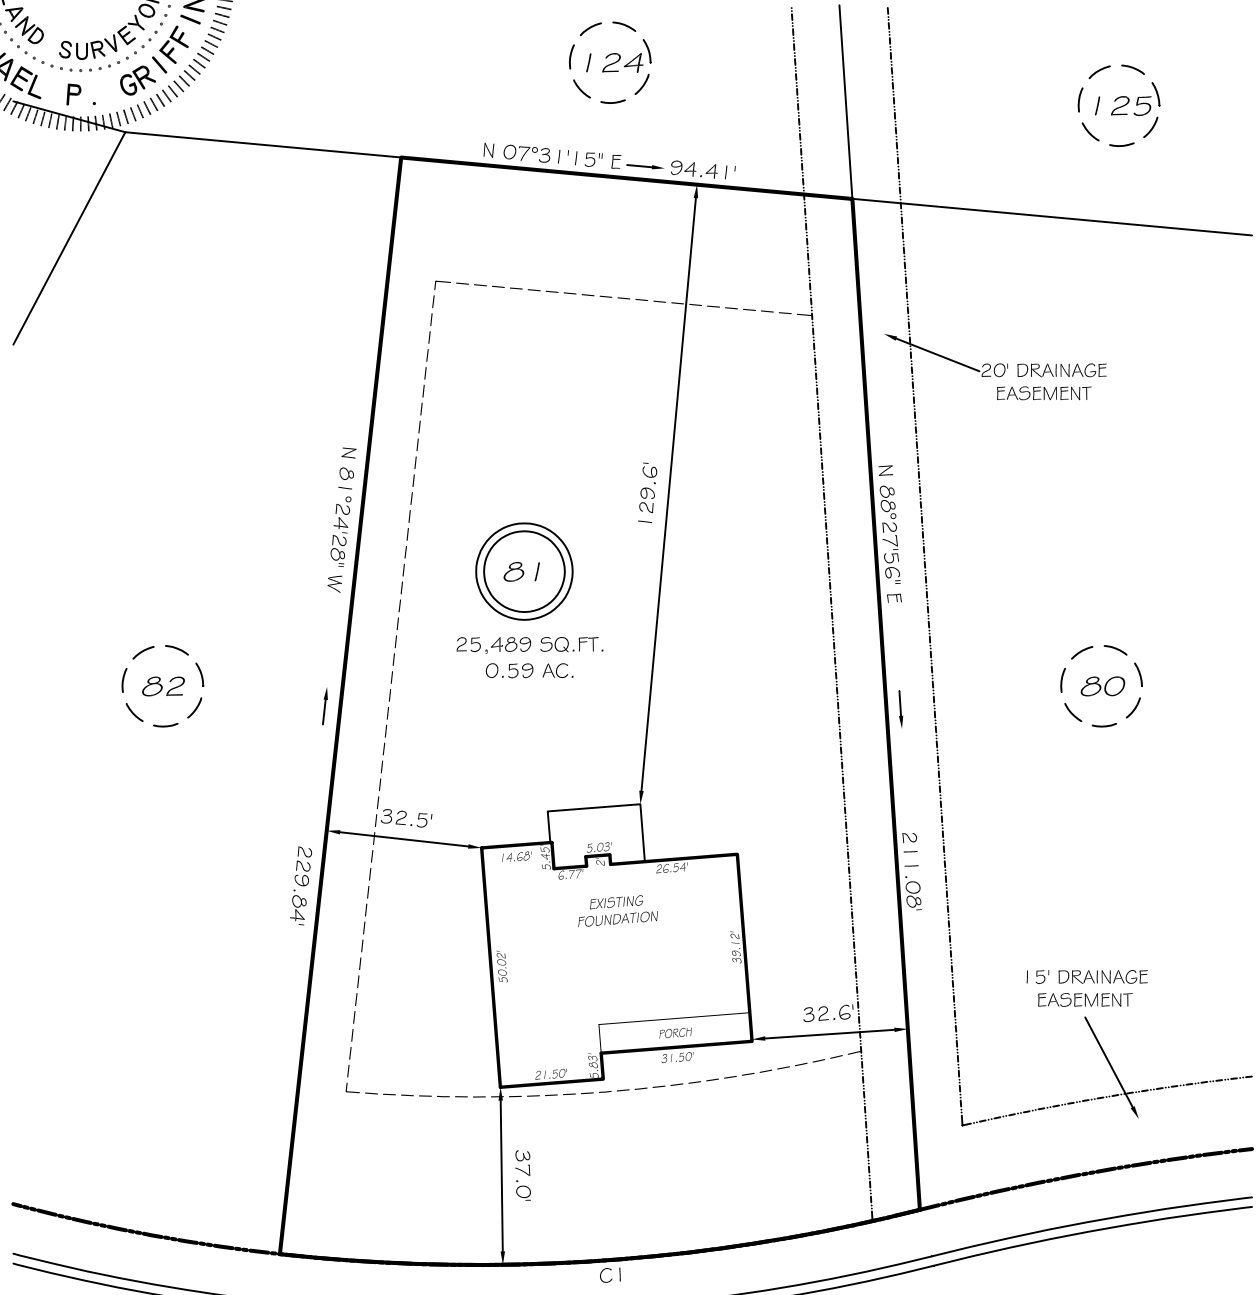 LAND SURVEYOR
P. GRIFFIN
124
125
N 07°31'15" E
94.41'
20' DRAINAGE
EASEMENT
N 81°24'28" W
129.6'
N 88°27'56" E
81
25,489 SQ.FT.
0.59 AC.
82
80
32.5'
229.84'
211.08'
14.68'
5.45'
6.77'
5.03'
2'
26.54'
EXISTING
FOUNDATION
50.02'
39.12'
15' DRAINAGE
EASEMENT
32.6'
PORCH
31.50'
5.83'
21.50'
37.0'
C1